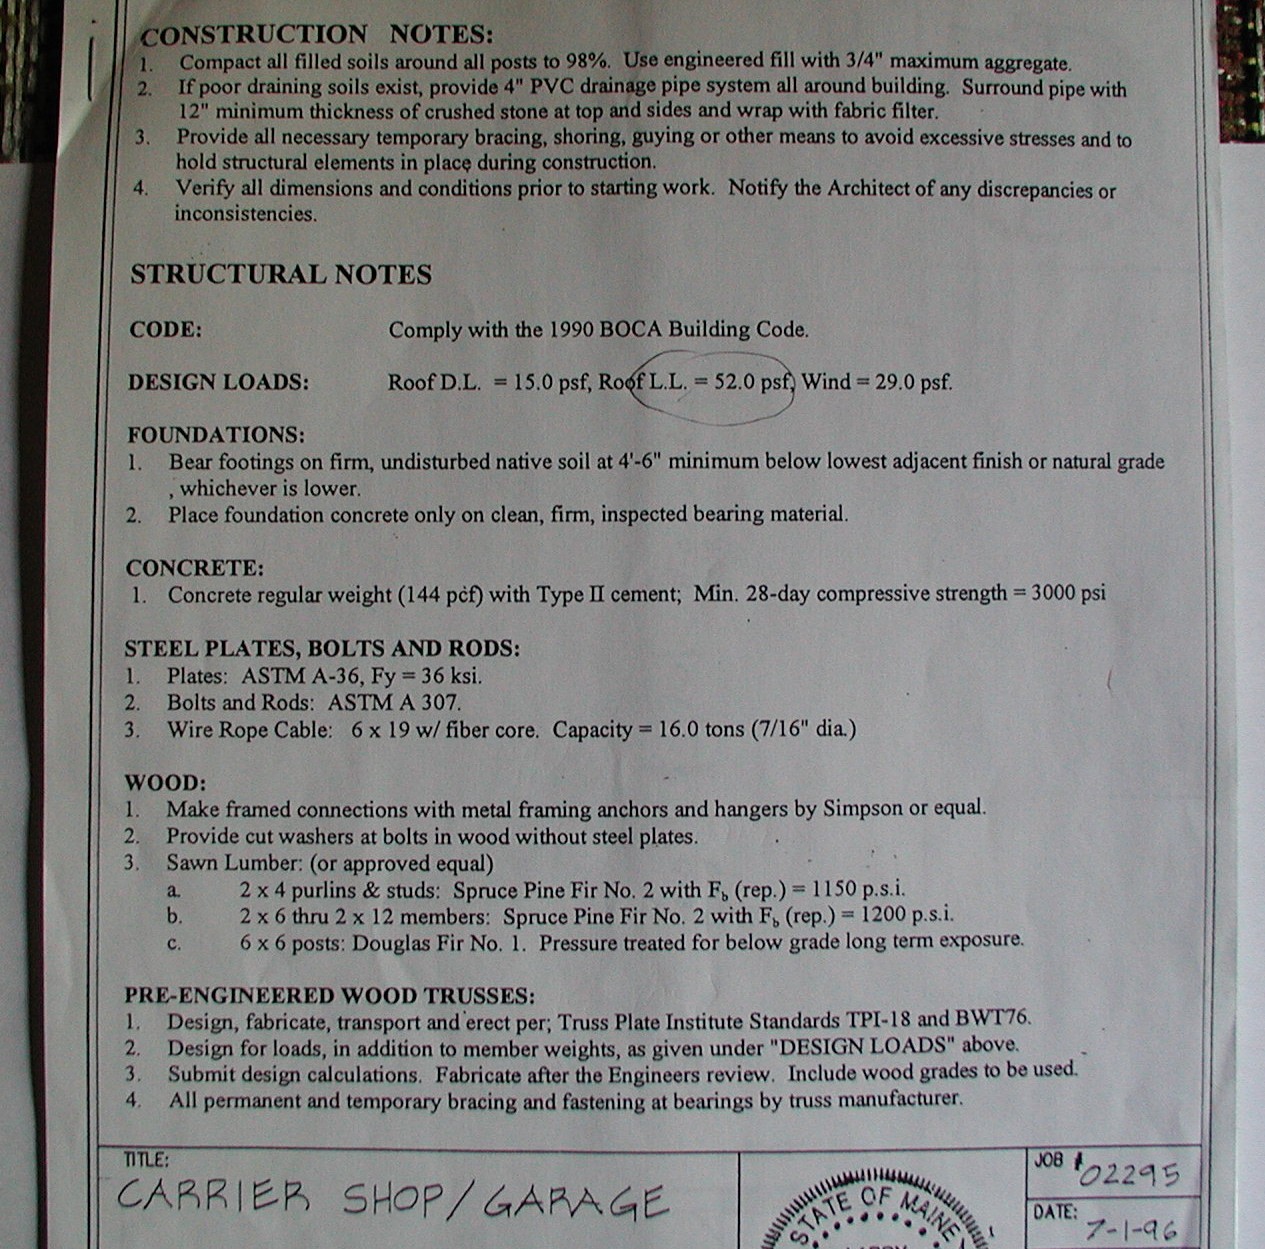 CONSTRUCTION NOTES:
1. Compact all filled soils around all posts to 98%. Use engineered fill with 3/4" maximum aggregate.
2. If poor draining soils exist, provide 4" PVC drainage pipe system all around building. Surround pipe with
12" minimum thickness of crushed stone at top and sides and wrap with fabric filter.
3. Provide all necessary temporary bracing, shoring, guying or other means to avoid excessive stresses and to
hold structural elements in place during construction.
4. Verify all dimensions and conditions prior to starting work. Notify the Architect of any discrepancies or
inconsistencies.
STRUCTURAL NOTES
CODE: Comply with the 1990 BOCA Building Code.
DESIGN LOADS: Roof D.L. = 15.0 psf, Roof L.L. = 52.0 psf, Wind = 29.0 psf.
FOUNDATIONS:
1. Bear footings on firm, undisturbed native soil at 4'-6" minimum below lowest adjacent finish or natural grade
, whichever is lower.
2. Place foundation concrete only on clean, firm, inspected bearing material.
CONCRETE:
1. Concrete regular weight (144 pcf) with Type II cement; Min. 28-day compressive strength = 3000 psi
STEEL PLATES, BOLTS AND RODS:
1. Plates: ASTM A-36, Fy = 36 ksi.
2. Bolts and Rods: ASTM A 307.
3. Wire Rope Cable: 6 x 19 w/ fiber core. Capacity = 16.0 tons (7/16" dia.)
WOOD:
1. Make framed connections with metal framing anchors and hangers by Simpson or equal.
2. Provide cut washers at bolts in wood without steel plates.
3. Sawn Lumber: (or approved equal)
a. 2 x 4 purlins & studs: Spruce Pine Fir No. 2 with Fb (rep.) = 1150 p.s.i.
b. 2 x 6 thru 2 x 12 members: Spruce Pine Fir No. 2 with Fb (rep.) = 1200 p.s.i.
c. 6 x 6 posts: Douglas Fir No. 1. Pressure treated for below grade long term exposure.
PRE-ENGINEERED WOOD TRUSSES:
1. Design, fabricate, transport and erect per; Truss Plate Institute Standards TPI-18 and BWT76.
2. Design for loads, in addition to member weights, as given under "DESIGN LOADS" above.
3. Submit design calculations. Fabricate after the Engineers review. Include wood grades to be used.
4. All permanent and temporary bracing and fastening at bearings by truss manufacturer.
TITLE:
CARRIER SHOP/GARAGE
STATE OF MAINE
JOB # 02295
DATE: 7-1-96